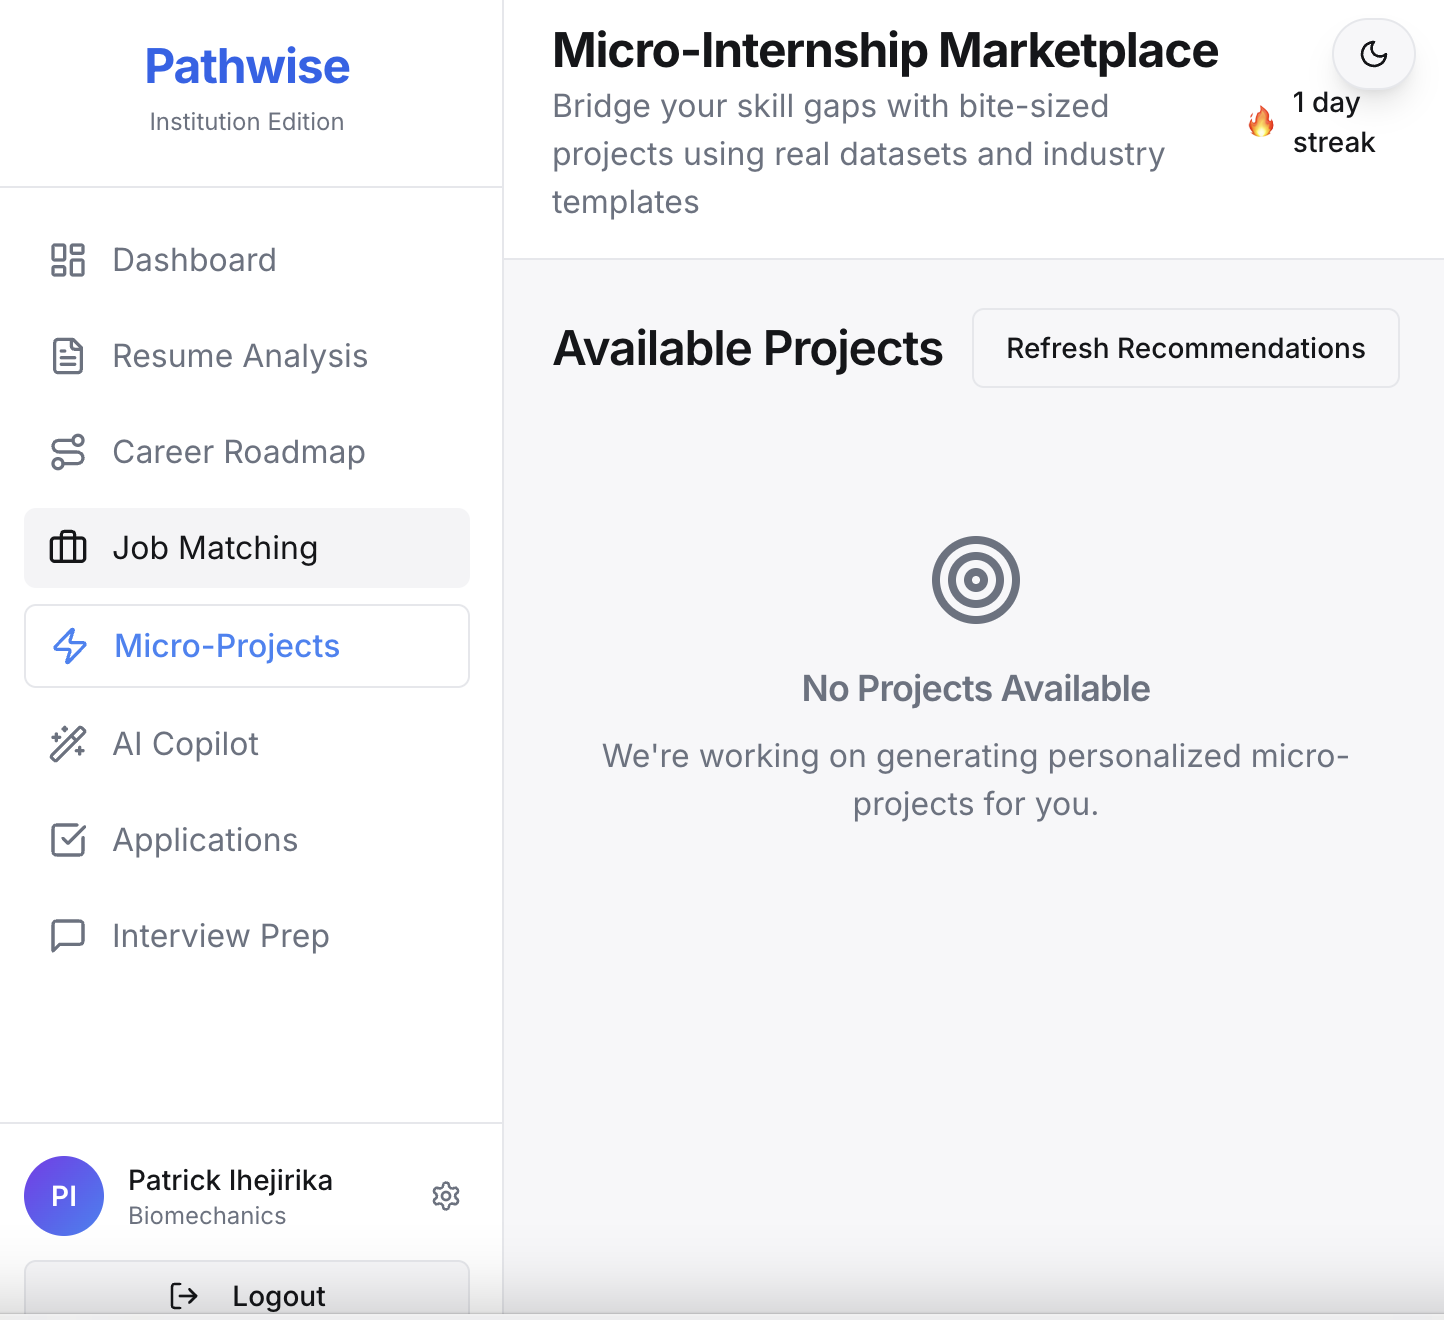 Pathwise
Institution Edition
Dashboard
Resume Analysis
Career Roadmap
Job Matching
Micro-Projects
AI Copilot
Applications
Interview Prep
PI
Patrick Ihejirika
Biomechanics
Logout
Micro-Internship Marketplace
Bridge your skill gaps with bite-sized
projects using real datasets and industry
templates
1 day
streak
Available Projects
Refresh Recommendations
No Projects Available
We're working on generating personalized micro-
projects for you.